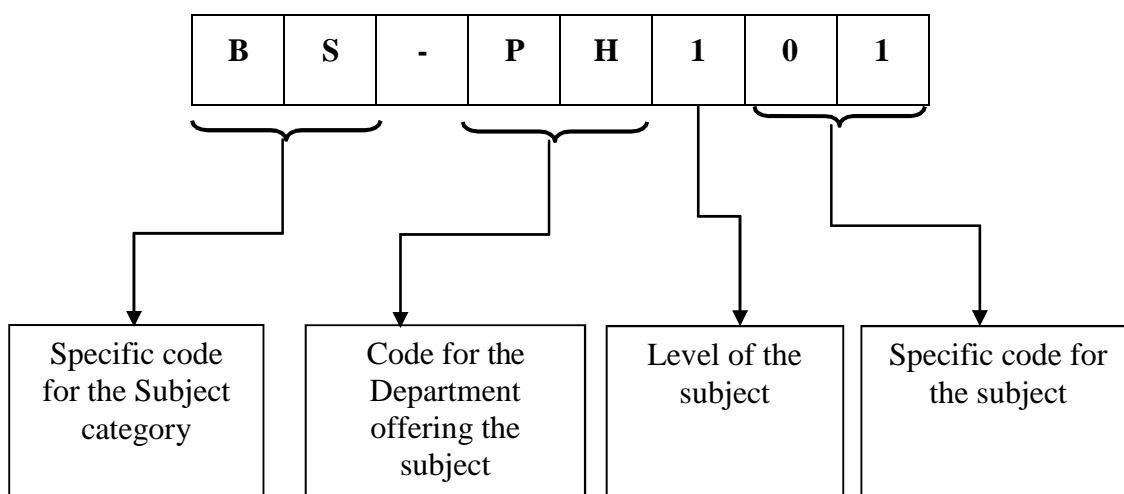 B S - P H 1 0 1
Specific code
for the Subject
category
Code for the
Department
offering the
subject
Level of the
subject
Specific code for
the subject